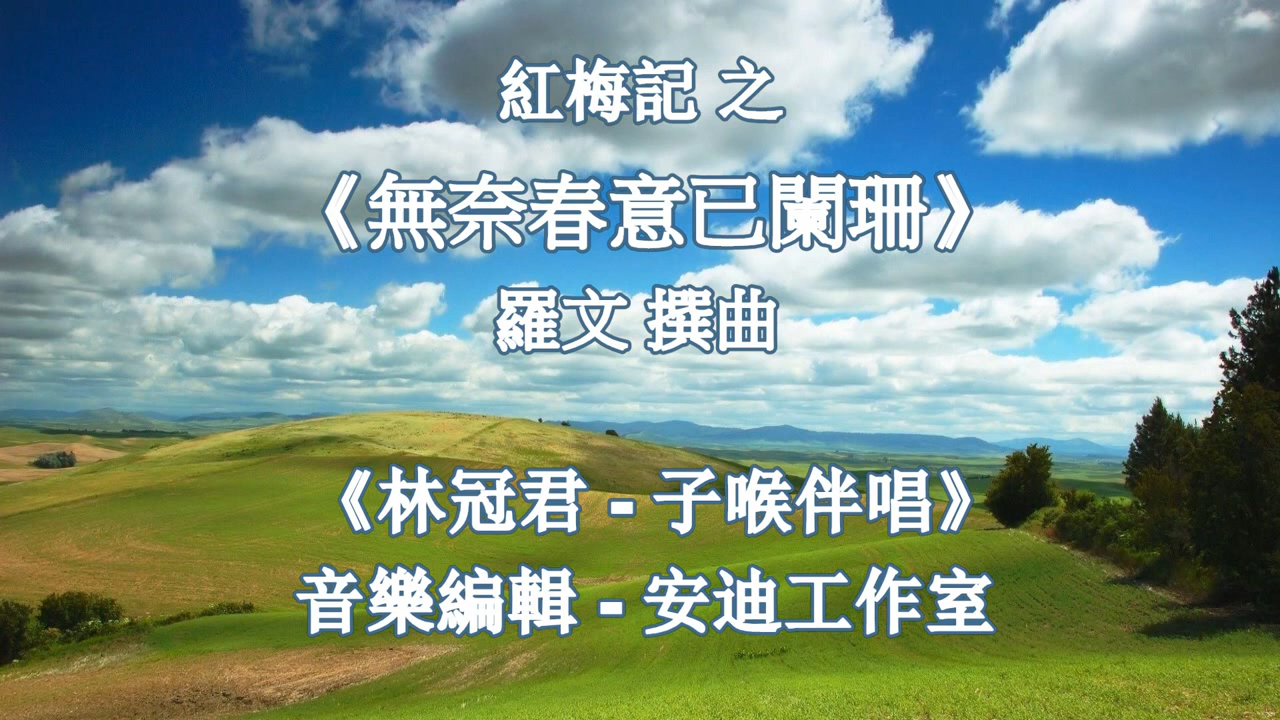 紅梅記 之
《無奈春意已闌珊》
羅文 撰曲
《林冠君 - 子喉伴唱》
音樂編輯 - 安迪工作室